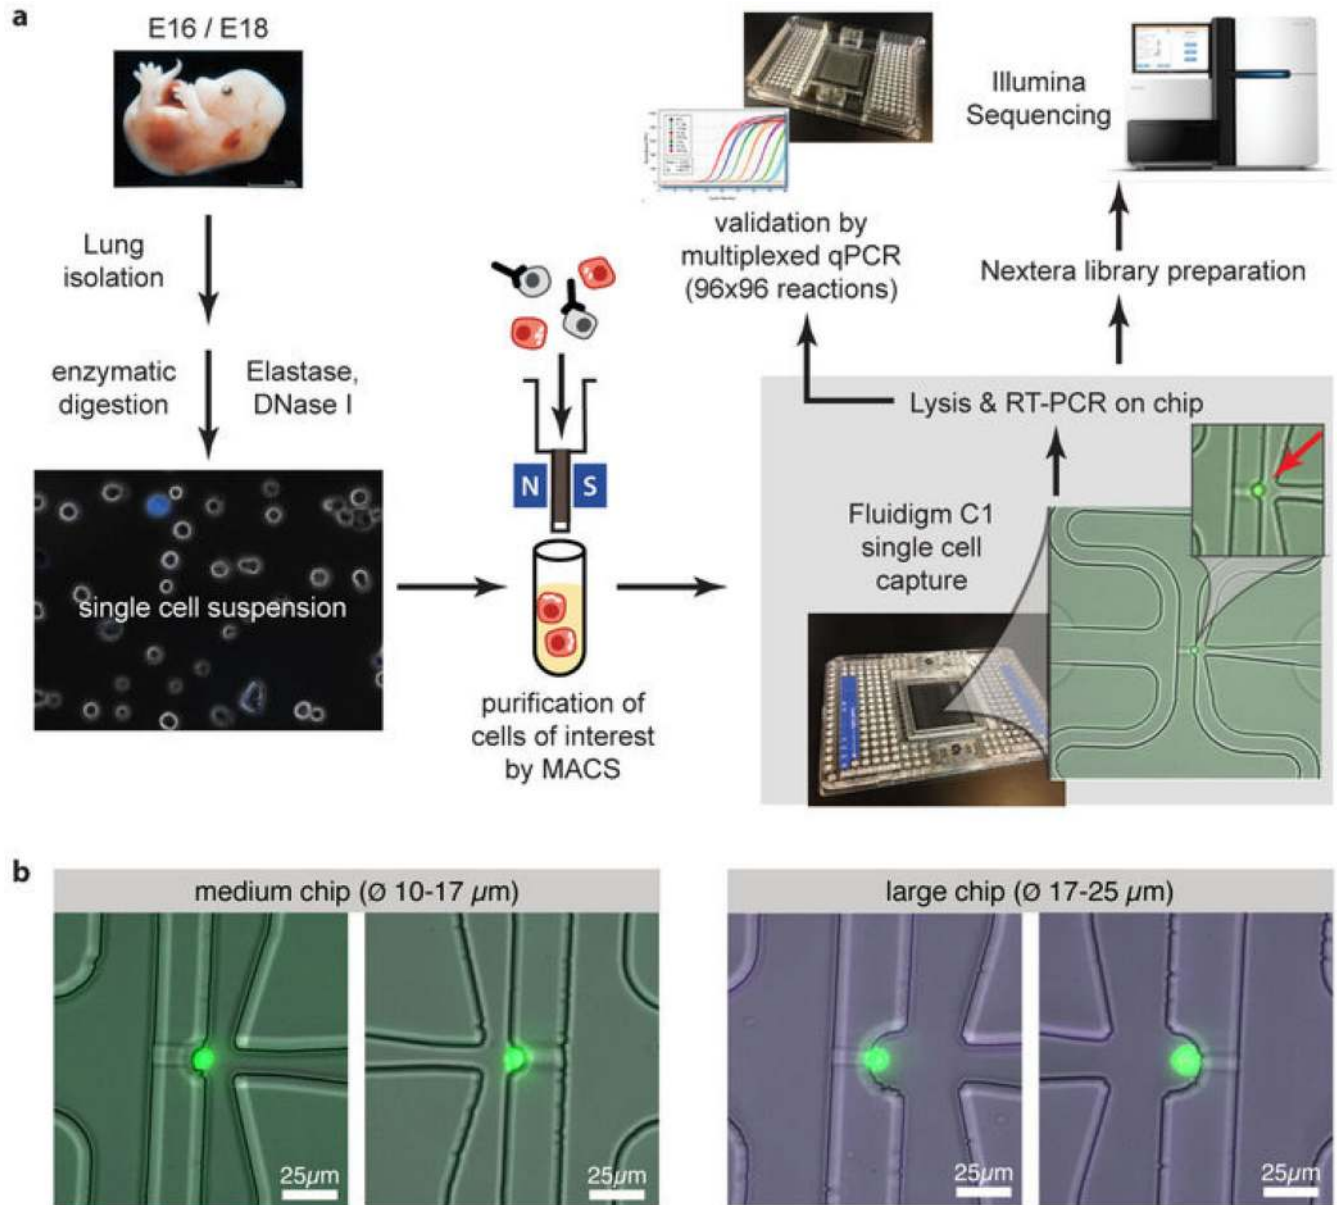 a
E16 / E18
Lung
isolation
enzymatic
digestion
Elastase,
DNase I
single cell suspension
N
S
purification of
cells of interest
by MACS
validation by
multiplexed qPCR
(96x96 reactions)
Illumina
Sequencing
Nextera library preparation
Lysis & RT-PCR on chip
Fluidigm C1
single cell
capture
b
medium chip (Ø 10-17 µm)
large chip (Ø 17-25 µm)
25µm
25µm
25µm
25µm